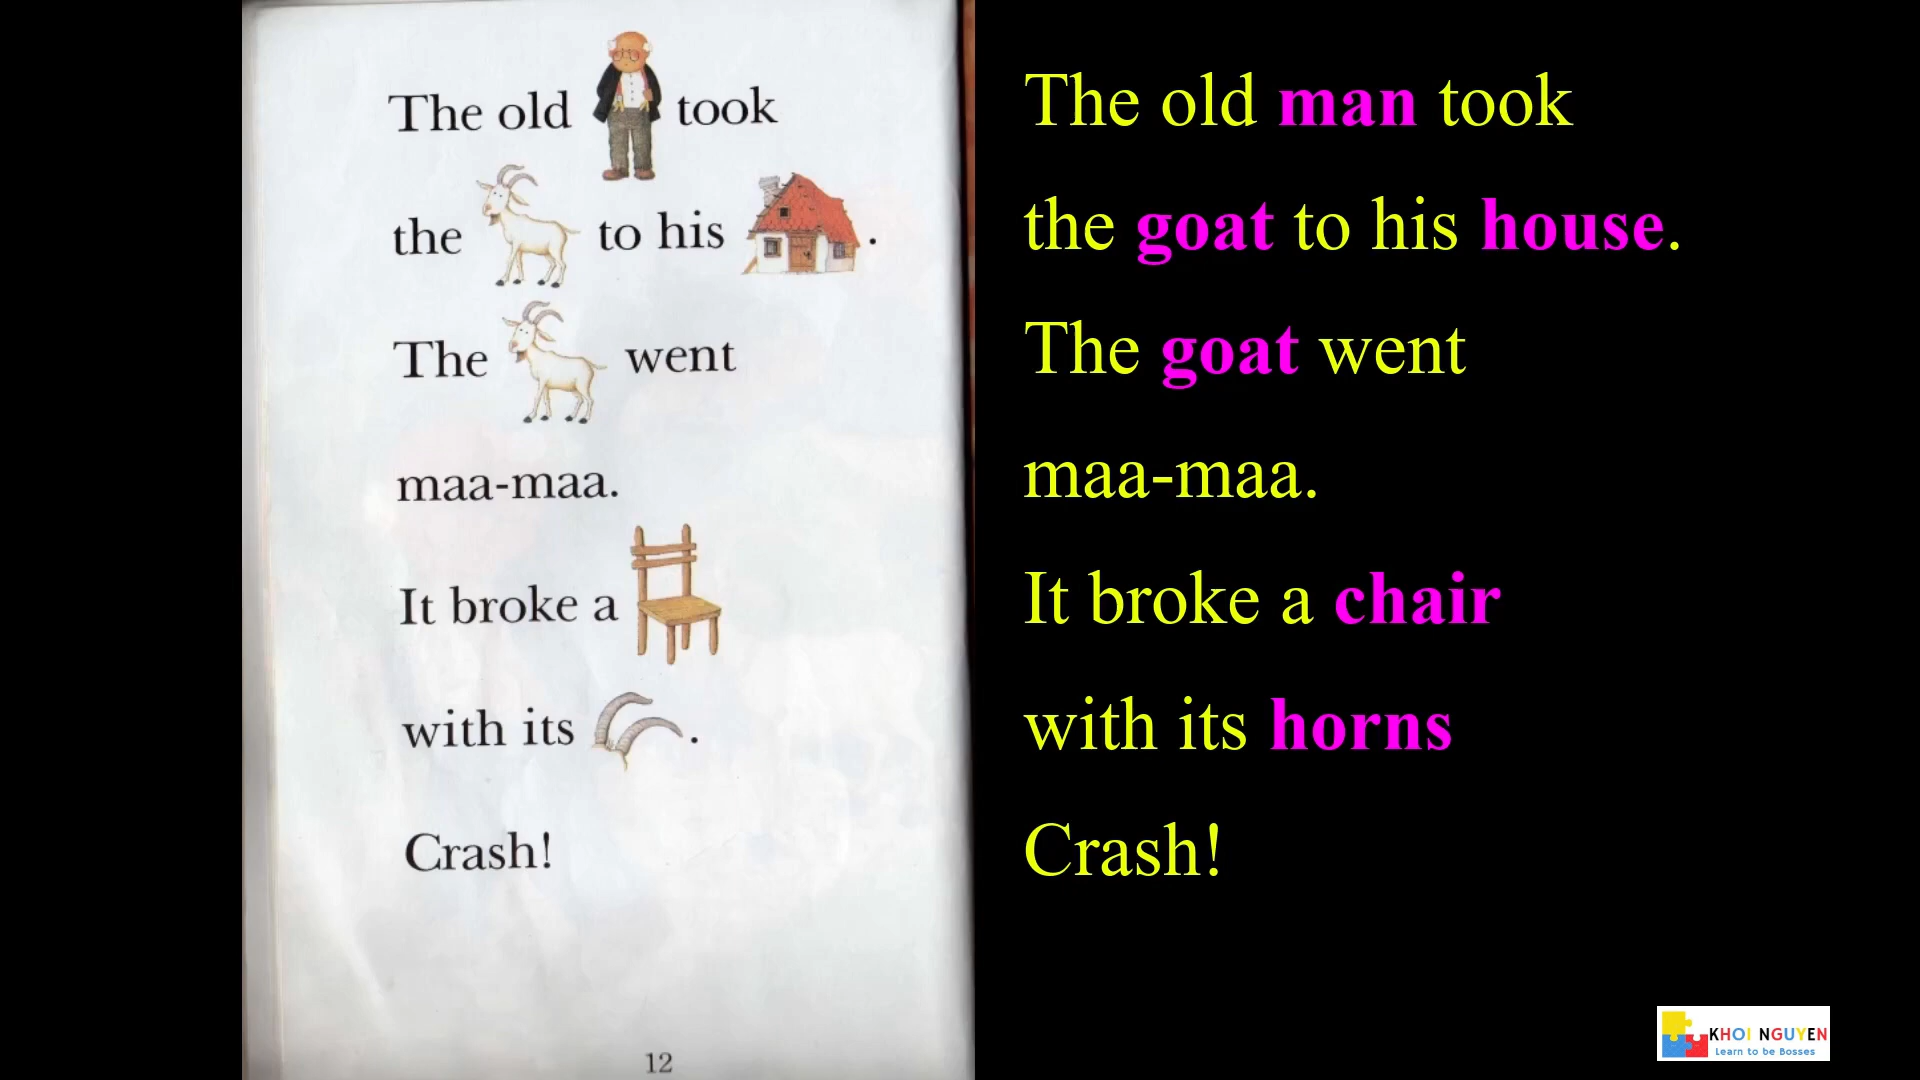 The old took
the to his .
The went
maa-maa.
It broke a
with its .
Crash!
12
The old man took
the goat to his house.
The goat went
maa-maa.
It broke a chair
with its horns
Crash!
KHOI NGUYEN
Learn to be Bosses